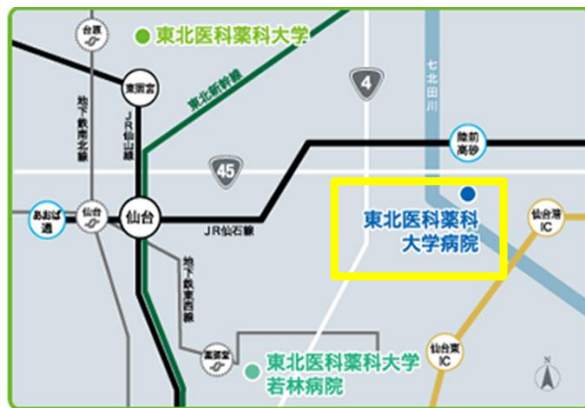 台原
東北医科薬科大学
4
七北田川
東照宮
東北新幹線
地下鉄南北線
JR仙山線
陸前
高砂
45
東北医科薬科
大学病院
仙台港
IC
あおば
通
仙台
仙台
JR仙石線
地下鉄東西線
仙台東
IC
薬師堂
東北医科薬科大学
若林病院
N